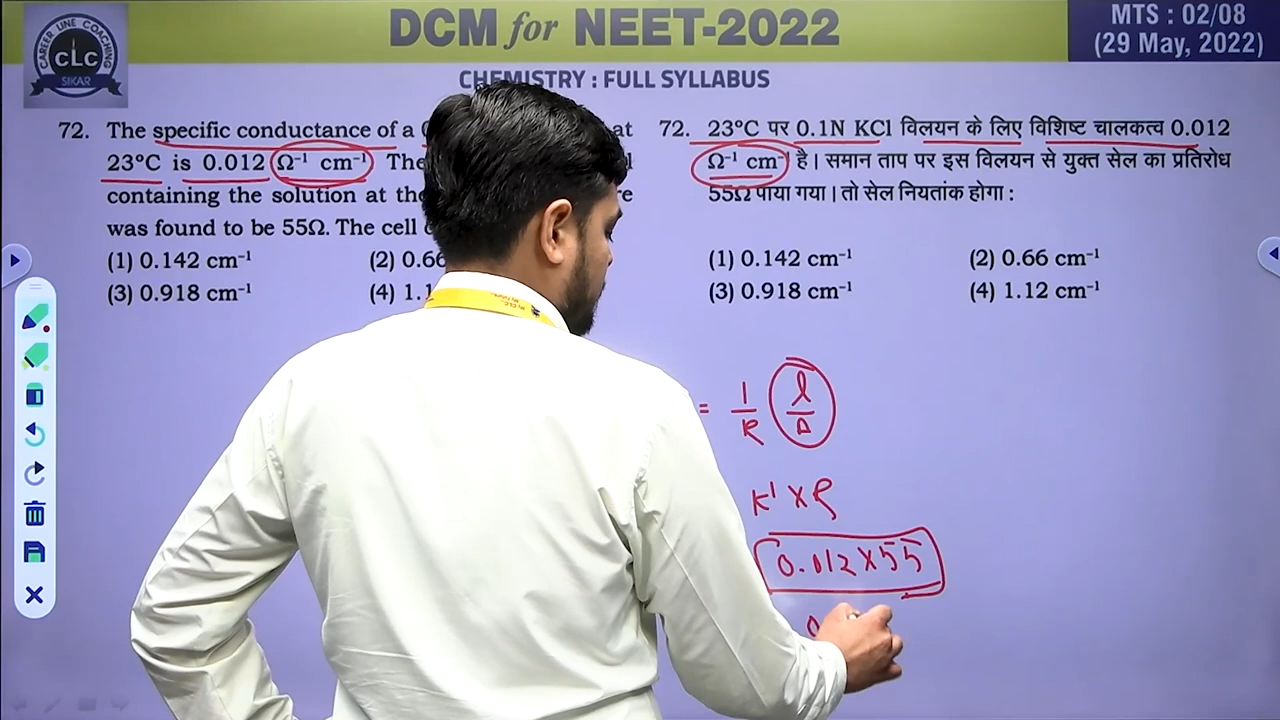 DCM for NEET-2022
MTS : 02/08
(29 May, 2022)
CAREER LINE COACHING
CLC
SIKAR
CHEMISTRY : FULL SYLLABUS
72. The specific conductance of a at
23°C is 0.012 Ω⁻¹ cm⁻¹ The
containing the solution at
was found to be 55Ω. The cell
(1) 0.142 cm⁻¹ (2) 0.66
(3) 0.918 cm⁻¹ (4) 1.1
72. 23°C पर 0.1N KCl विलयन के लिए विशिष्ट चालकत्व 0.012
Ω⁻¹ cm⁻ है। समान ताप पर इस विलयन से युक्त सेल का प्रतिरोध
55Ω पाया गया। तो सेल नियतांक होगा :
(1) 0.142 cm⁻¹ (2) 0.66 cm⁻¹
(3) 0.918 cm⁻¹ (4) 1.12 cm⁻¹
= 1/R l/A
K' × R
0.012 × 55
0